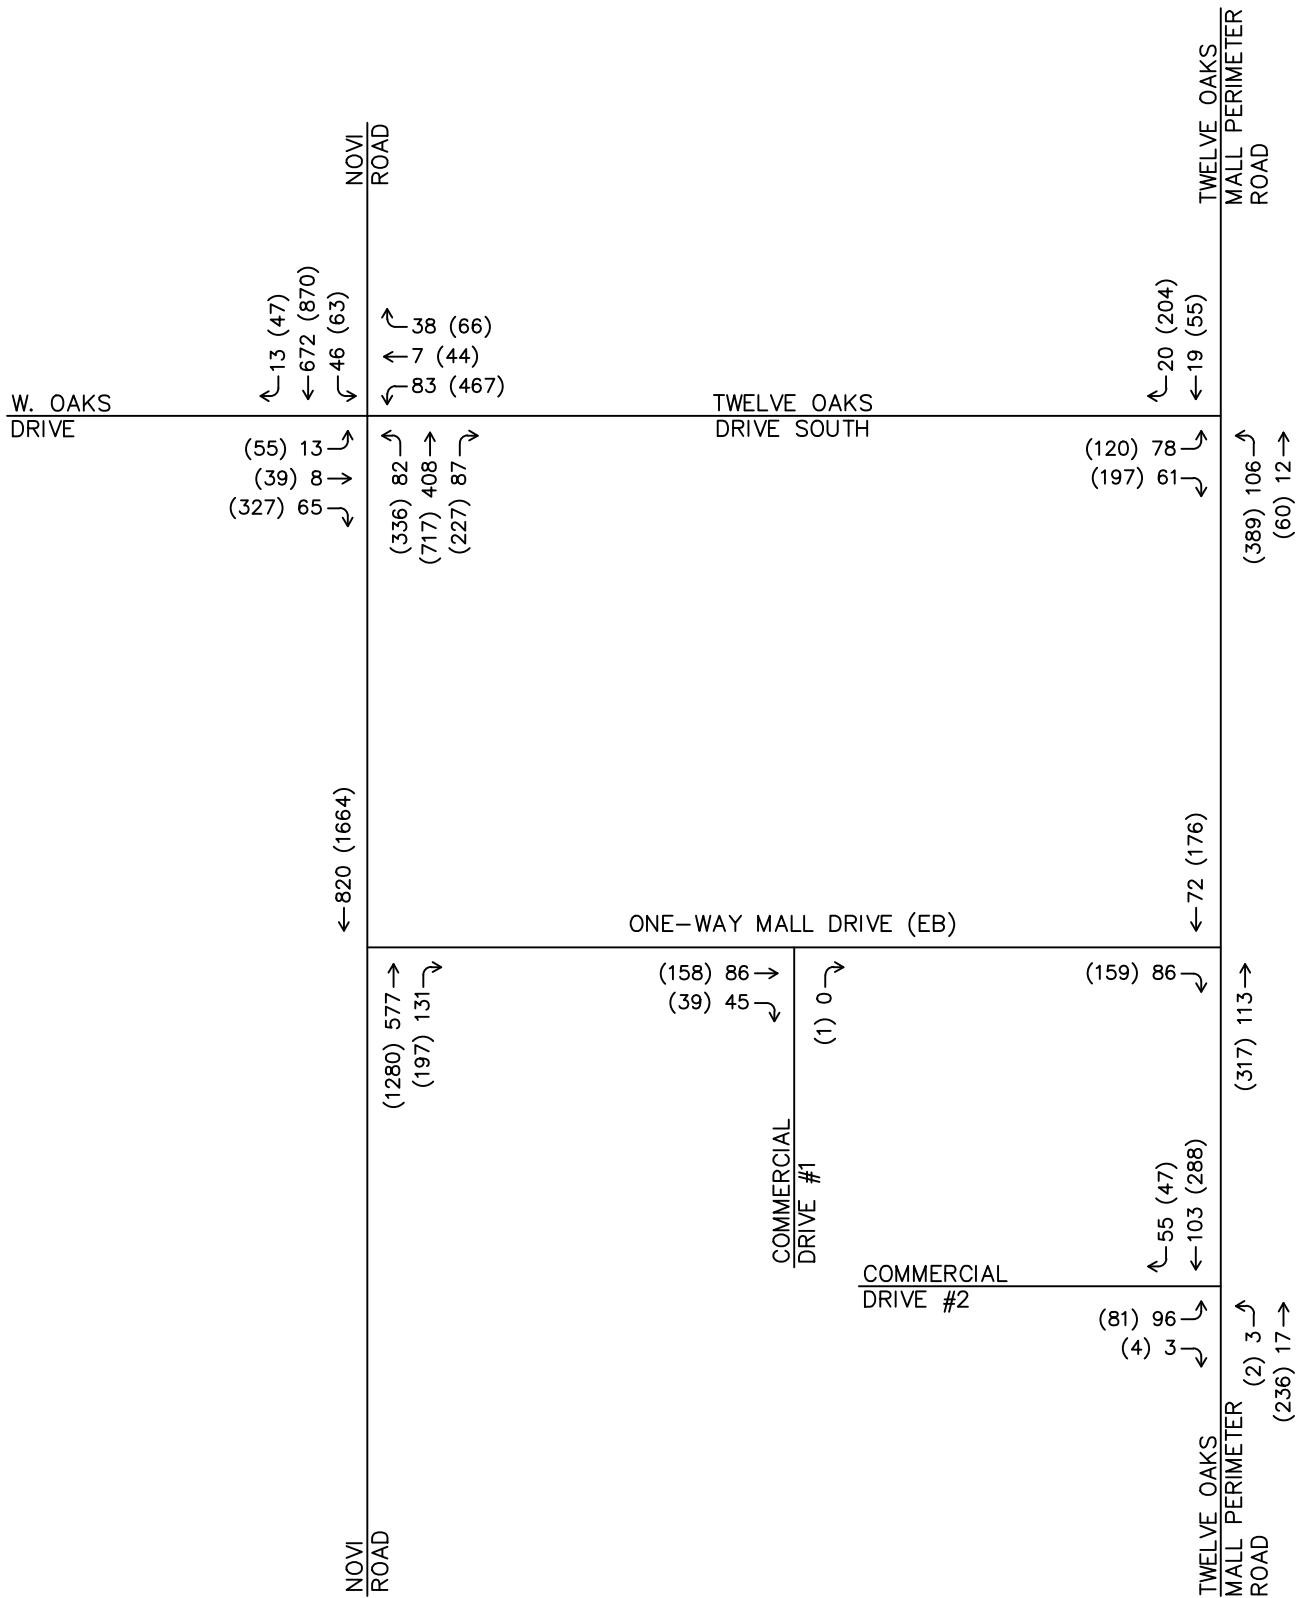 TWELVE OAKS
MALL PERIMETER
ROAD
NOVI
ROAD
13 (47)
672 (870)
46 (63)
38 (66)
7 (44)
83 (467)
20 (204)
19 (55)
W. OAKS
DRIVE
TWELVE OAKS
DRIVE SOUTH
(55) 13
(39) 8
(327) 65
(336) 82
(717) 408
(227) 87
(120) 78
(197) 61
(389) 106
(60) 12
820 (1664)
72 (176)
ONE-WAY MALL DRIVE (EB)
(1280) 577
(197) 131
(158) 86
(39) 45
(1) 0
(159) 86
(317) 113
COMMERCIAL
DRIVE #1
55 (47)
103 (288)
COMMERCIAL
DRIVE #2
(81) 96
(4) 3
(2) 3
(236) 17
NOVI
ROAD
TWELVE OAKS
MALL PERIMETER
ROAD